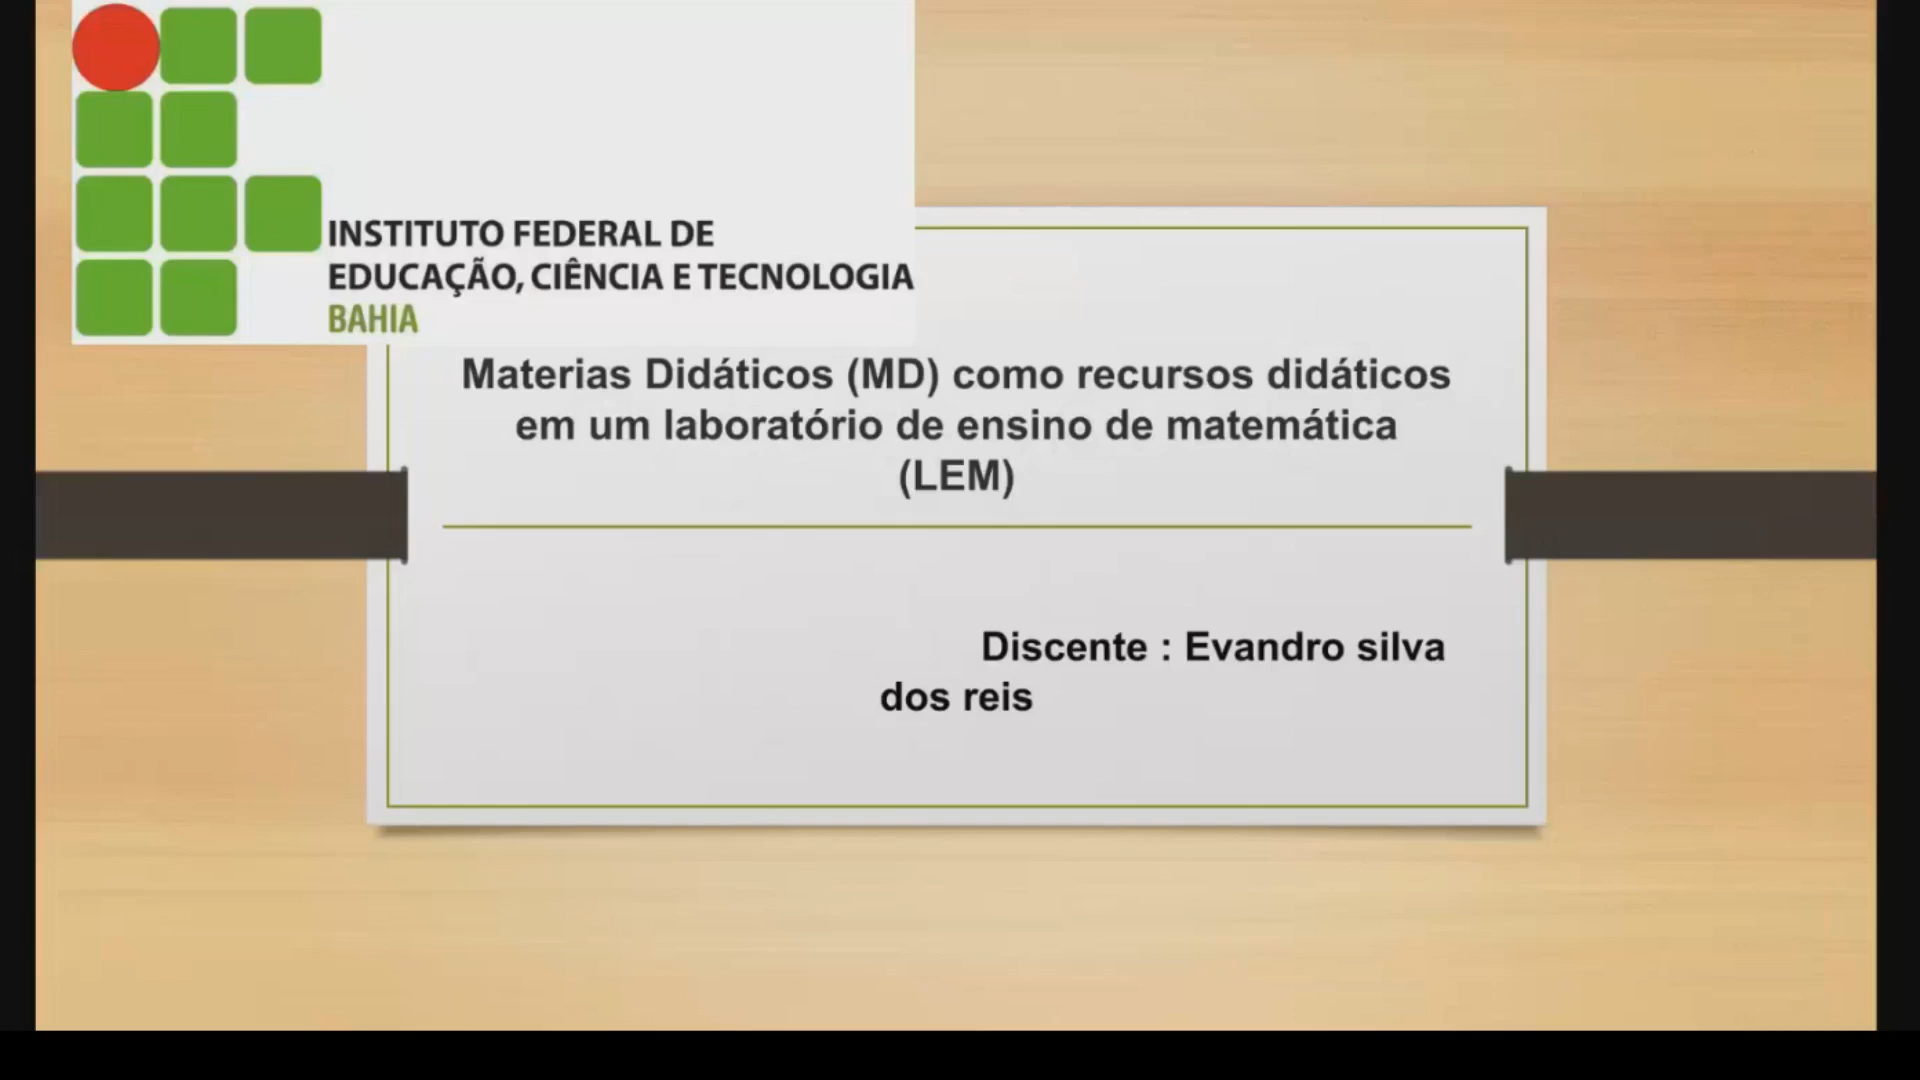 INSTITUTO FEDERAL DE
EDUCAÇÃO, CIÊNCIA E TECNOLOGIA
BAHIA
Materias Didáticos (MD) como recursos didáticos
em um laboratório de ensino de matemática
(LEM)
Discente : Evandro silva
dos reis